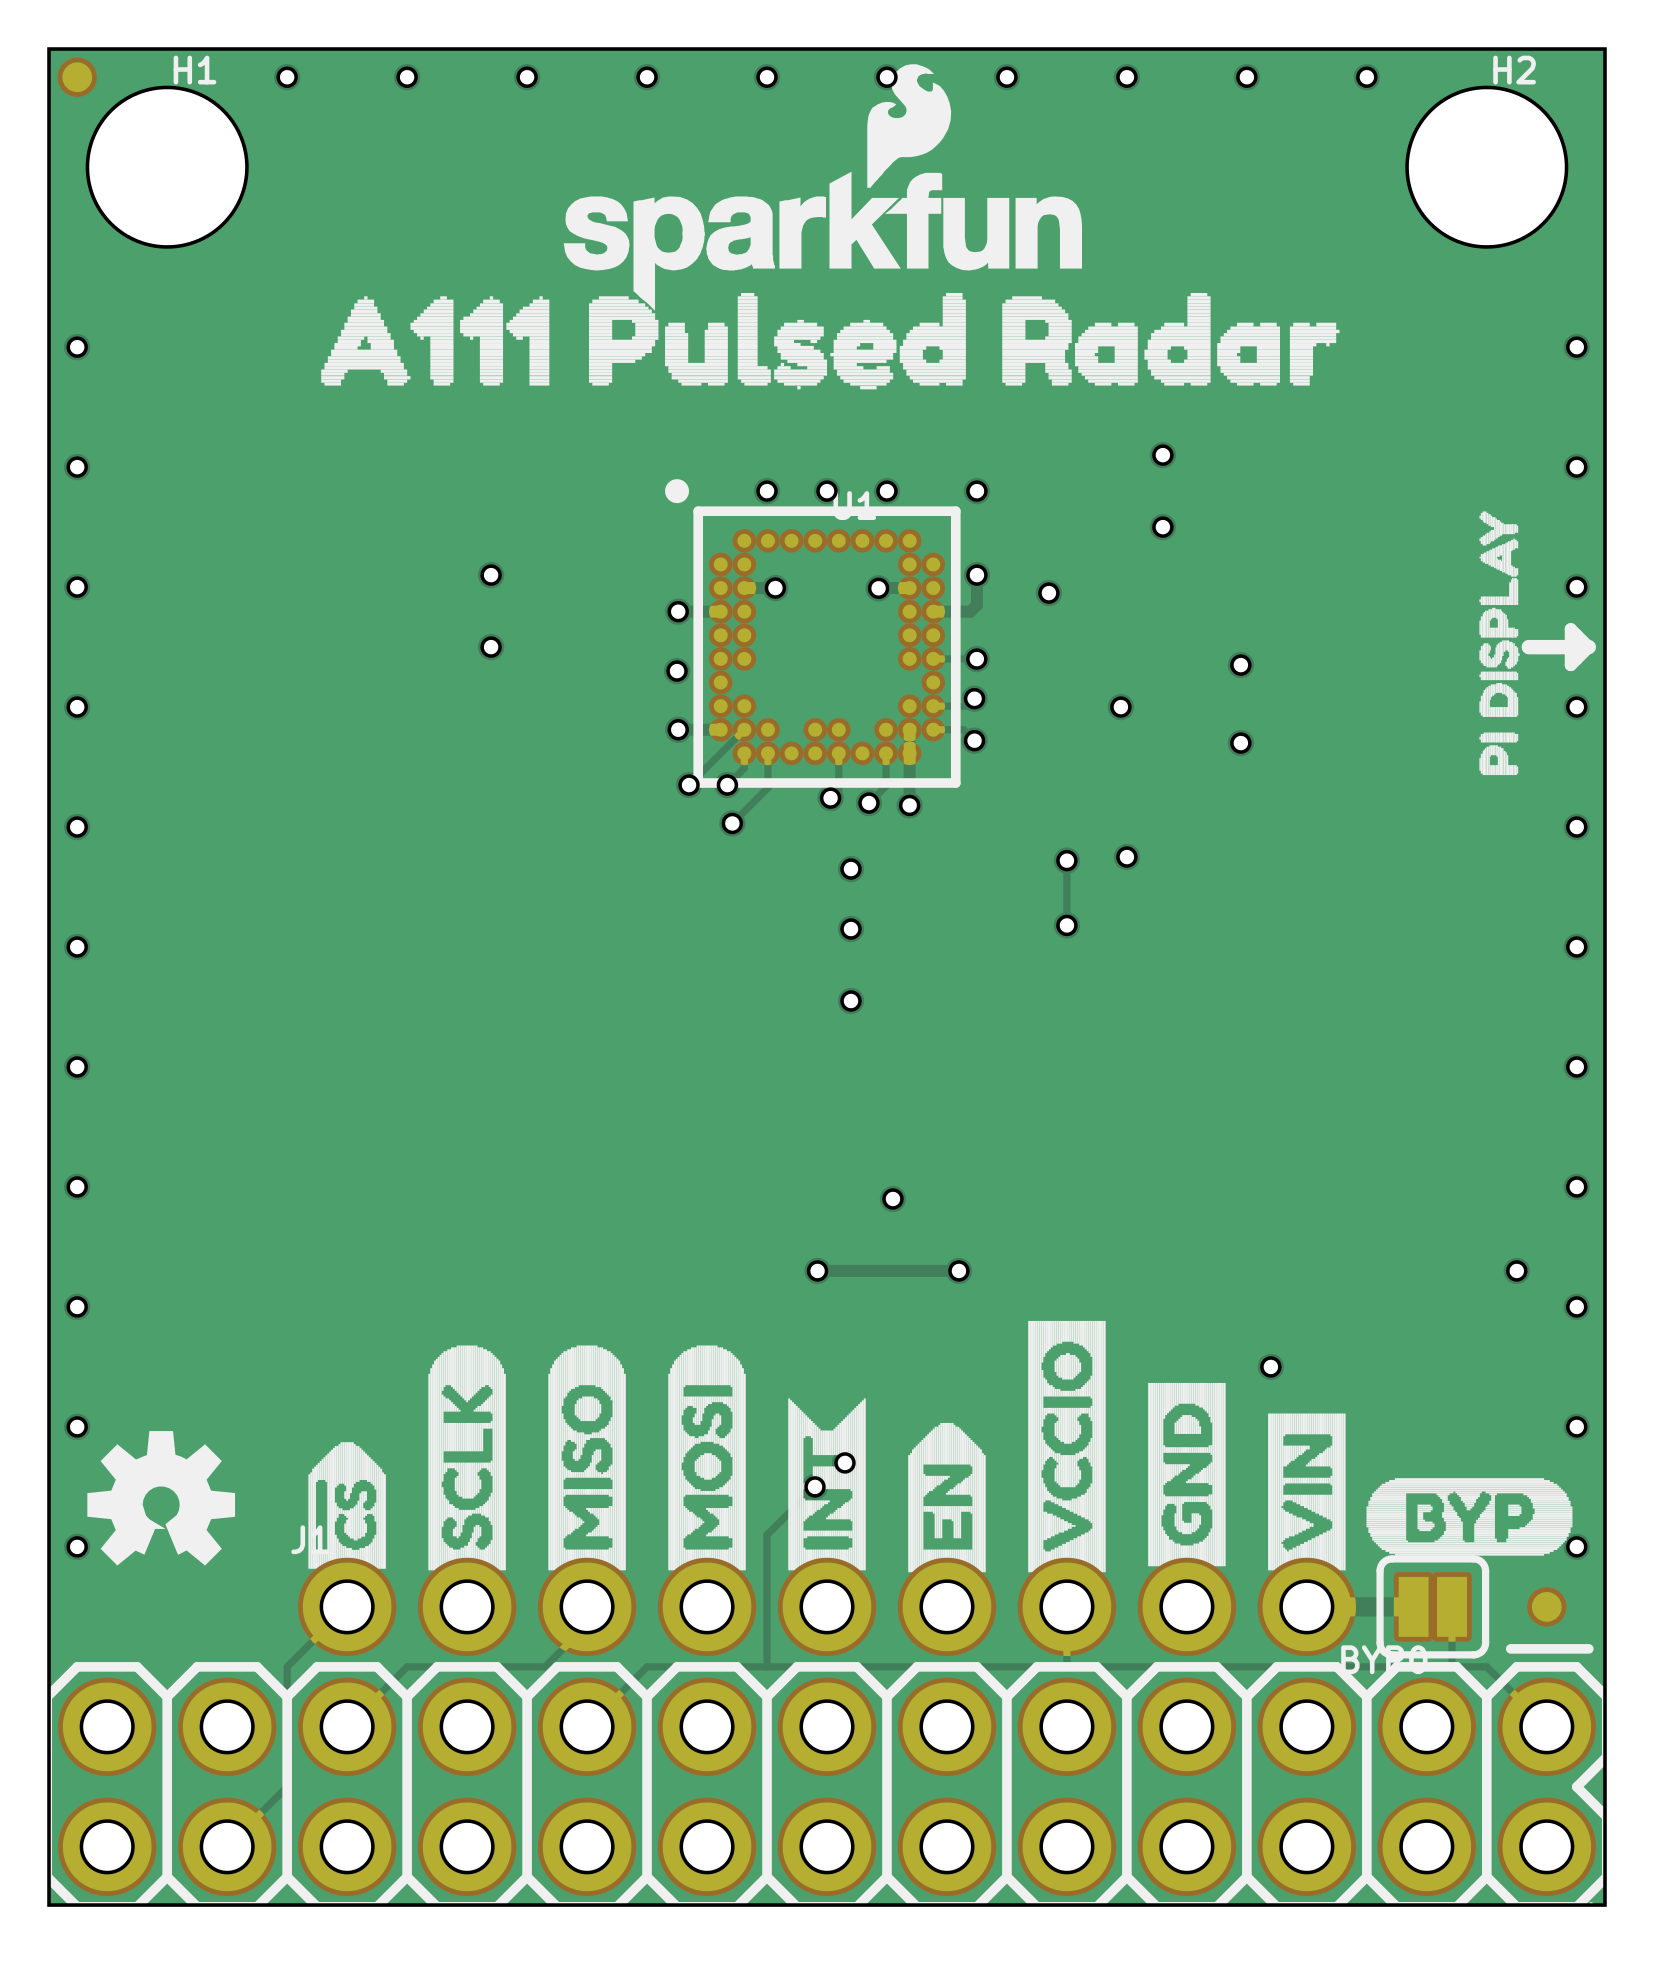 H1
H2
sparkfun
A111 Pulsed Radar
U1
PI DISPLAY
CS
SCLK
MISO
MOSI
INT
EN
VCCIO
GND
VIN
BYP
J1